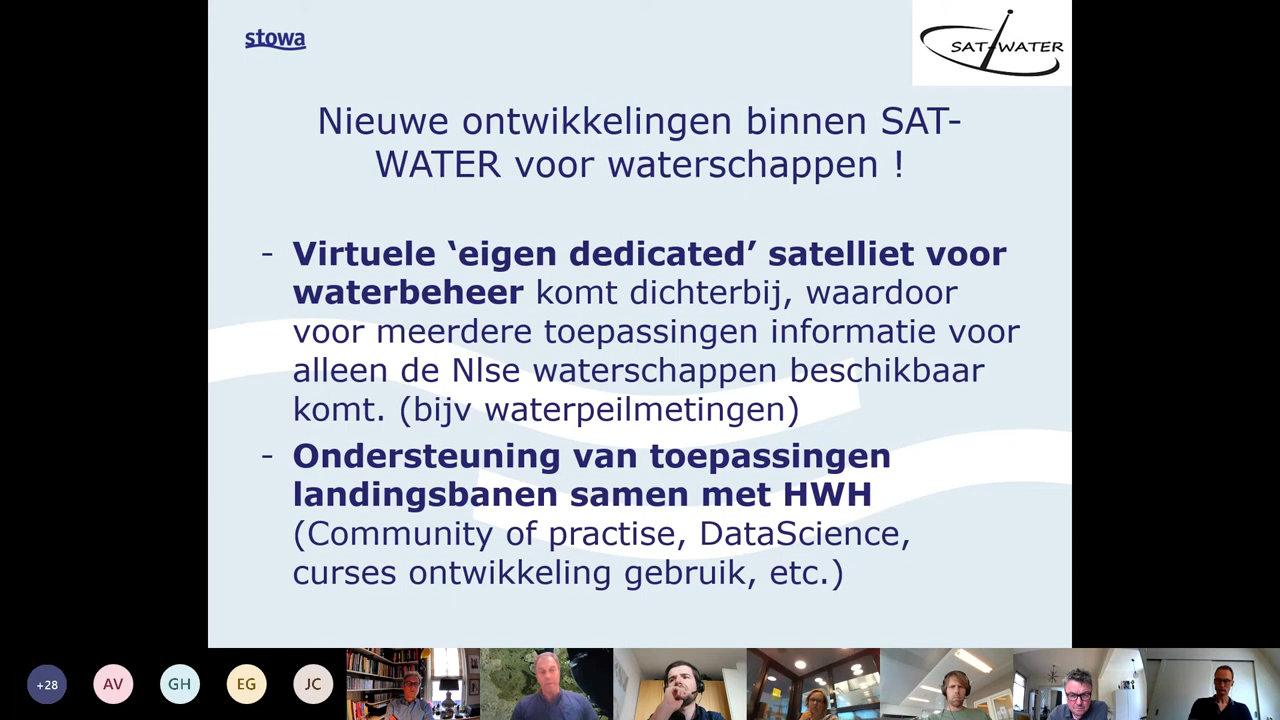 stowa
SAT-WATER
Nieuwe ontwikkelingen binnen SAT-
WATER voor waterschappen !
- Virtuele ‘eigen dedicated’ satelliet voor
waterbeheer komt dichterbij, waardoor
voor meerdere toepassingen informatie voor
alleen de Nlse waterschappen beschikbaar
komt. (bijv waterpeilmetingen)
- Ondersteuning van toepassingen
landingsbanen samen met HWH
(Community of practise, DataScience,
curses ontwikkeling gebruik, etc.)
+28 AV GH EG JC